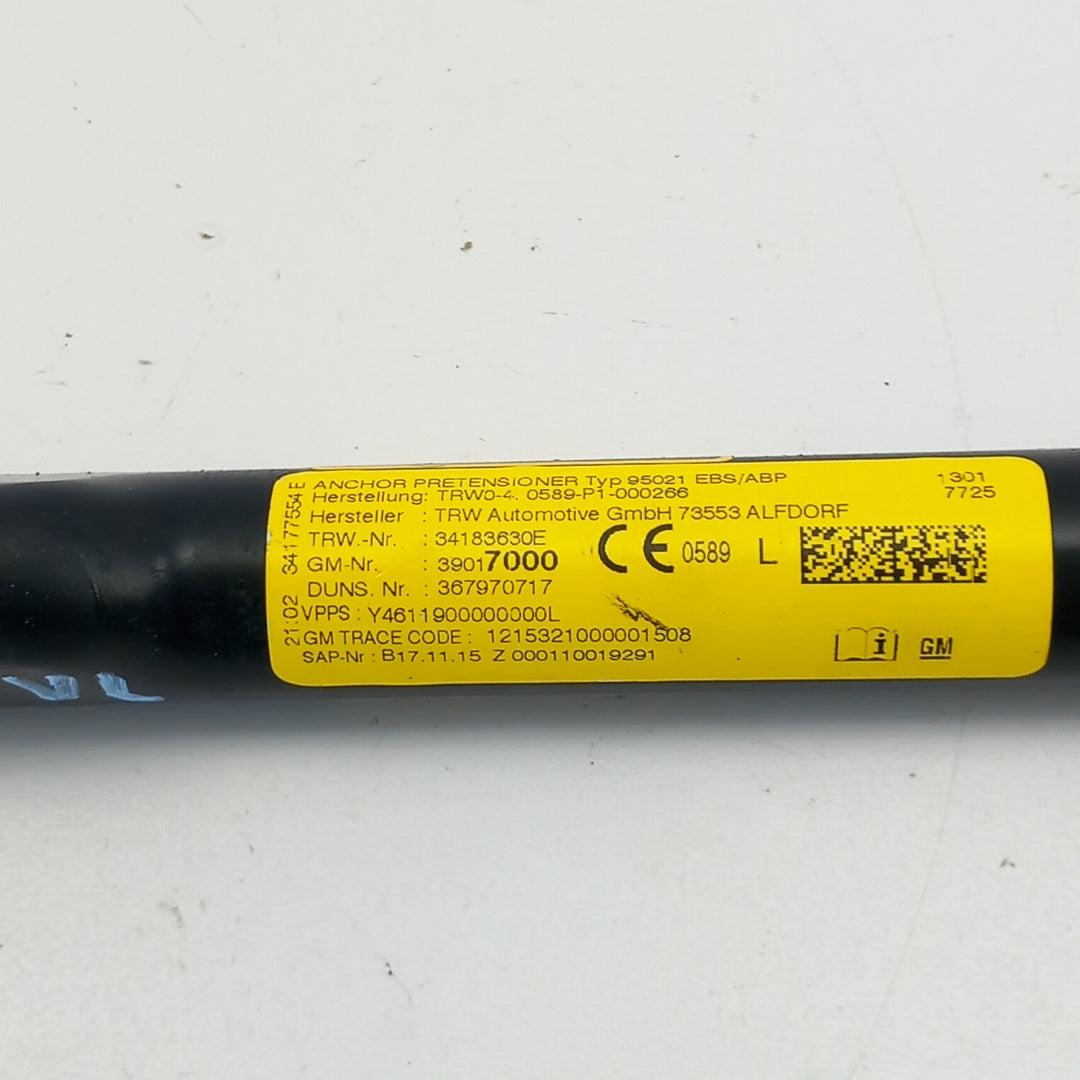 ANCHOR PRETENSIONER Typ 95021 EBS/ABP 1301
Herstellung: TRW0-4. 0589-P1-000266 7725
Hersteller : TRW Automotive GmbH 73553 ALFDORF
TRW.-Nr. : 34183630E
GM-Nr. : 39017000
CE 0589 L
DUNS. Nr. : 367970717
VPPS : Y4611900000000L
GM TRACE CODE : 1215321000001508
SAP-Nr : B17.11.15 Z 000110019291
21:02 34177554E
i GM